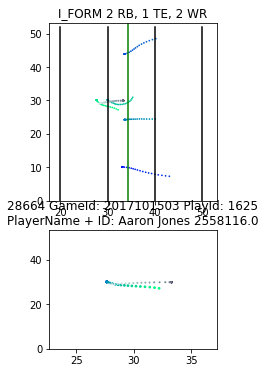 I_FORM 2 RB, 1 TE, 2 WR
50
40
30
20
10
0
20 30 40 50
28664 GameId: 2017101503 PlayId: 1625
PlayerName + ID: Aaron Jones 2558116.0
40
20
0
25 30 35